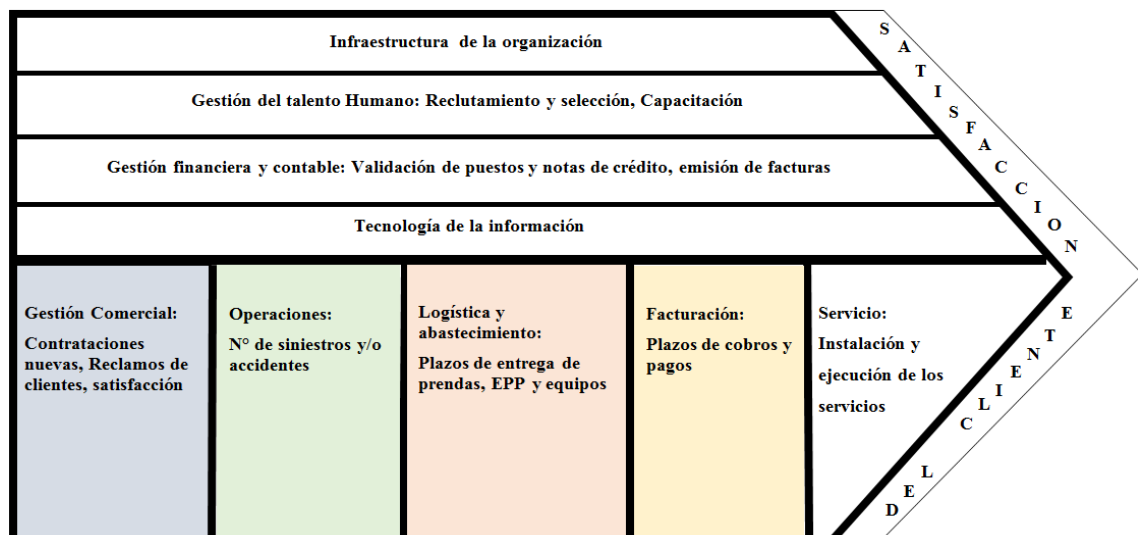 Infraestructura de la organización
Gestión del talento Humano: Reclutamiento y selección, Capacitación
Gestión financiera y contable: Validación de puestos y notas de crédito, emisión de facturas
Tecnología de la información
Gestión Comercial:
Contrataciones
nuevas, Reclamos de
clientes, satisfacción
Operaciones:
N° de siniestros y/o
accidentes
Logística y
abastecimiento:
Plazos de entrega de
prendas, EPP y equipos
Facturación:
Plazos de cobros y
pagos
Servicio:
Instalación y
ejecución de los
servicios
SATISFACCION
DEL CLIENTE